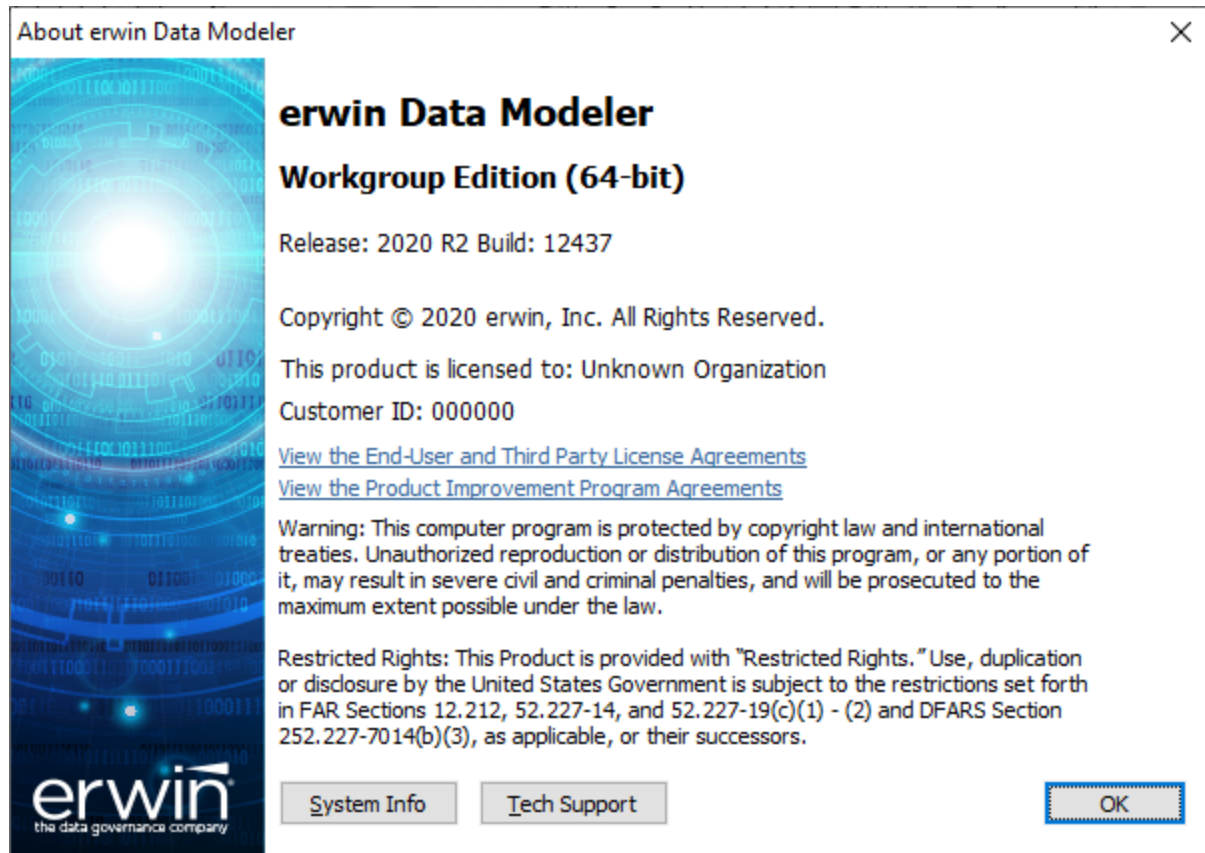 About erwin Data Modeler
erwin Data Modeler
Workgroup Edition (64-bit)
Release: 2020 R2 Build: 12437
Copyright © 2020 erwin, Inc. All Rights Reserved.
This product is licensed to: Unknown Organization
Customer ID: 000000
View the End-User and Third Party License Agreements
View the Product Improvement Program Agreements
Warning: This computer program is protected by copyright law and international
treaties. Unauthorized reproduction or distribution of this program, or any portion of
it, may result in severe civil and criminal penalties, and will be prosecuted to the
maximum extent possible under the law.
Restricted Rights: This Product is provided with “Restricted Rights.” Use, duplication
or disclosure by the United States Government is subject to the restrictions set forth
in FAR Sections 12.212, 52.227-14, and 52.227-19(c)(1) - (2) and DFARS Section
252.227-7014(b)(3), as applicable, or their successors.
erwin
the data governance company
System Info
Tech Support
OK